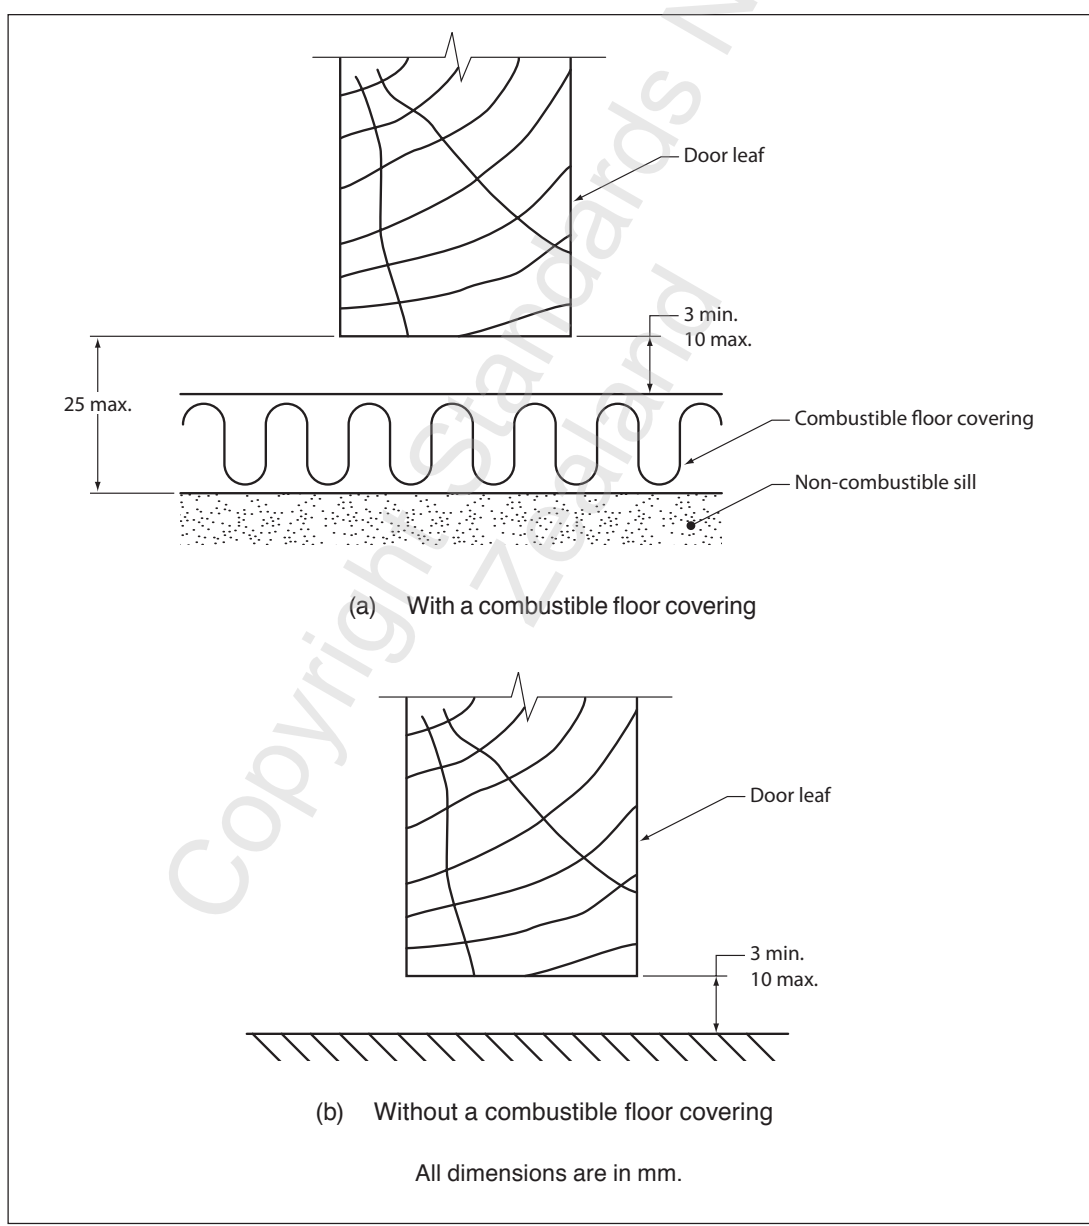 Door leaf
3 min.
10 max.
25 max.
Combustible floor covering
Non-combustible sill
(a) With a combustible floor covering
Door leaf
3 min.
10 max.
(b) Without a combustible floor covering
All dimensions are in mm.
Copyright Standards N
Zealand